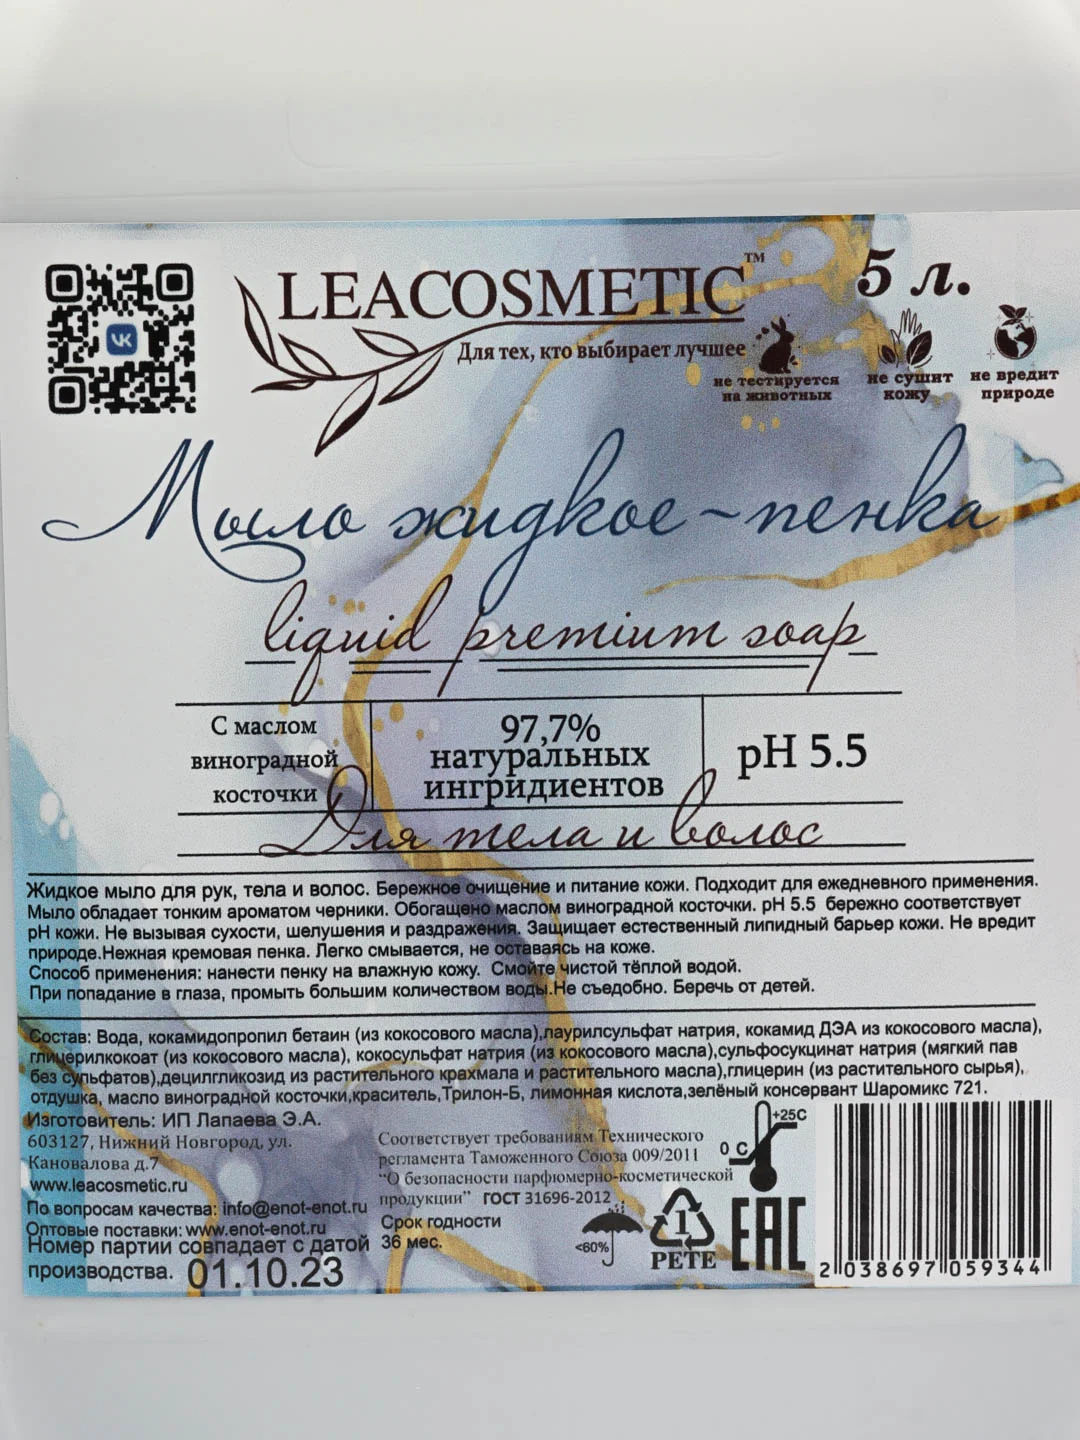 LEACOSMETIC™
5 л.
Для тех, кто выбирает лучшее
не тестируется
на животных
не сушит
кожу
не вредит
природе
Мыло жидкое - пенка
liquid premium soap
С маслом
виноградной
косточки
97,7%
натуральных
ингридиентов
pH 5.5
Для тела и волос
Жидкое мыло для рук, тела и волос. Бережное очищение и питание кожи. Подходит для ежедневного применения.
Мыло обладает тонким ароматом черники. Обогащено маслом виноградной косточки. pH 5.5 бережно соответствует
pH кожи. Не вызывая сухости, шелушения и раздражения. Защищает естественный липидный барьер кожи. Не вредит
природе.Нежная кремовая пенка. Легко смывается, не оставаясь на коже.
Способ применения: нанести пенку на влажную кожу. Смойте чистой тёплой водой.
При попадание в глаза, промыть большим количеством воды.Не съедобно. Беречь от детей.
Состав: Вода, кокамидопропил бетаин (из кокосового масла),лаурилсульфат натрия, кокамид ДЭА из кокосового масла),
глицерилкокоат (из кокосового масла), кокосульфат натрия (из кокосового масла),сульфосукцинат натрия (мягкий пав
без сульфатов),децилгликозид из растительного крахмала и растительного масла),глицерин (из растительного сырья),
отдушка, масло виноградной косточки,краситель,Трилон-Б, лимонная кислота,зелёный консервант Шаромикс 721.
Изготовитель: ИП Лапаева Э.А.
603127, Нижний Новгород, ул.
Кановалова д.7
www.leacosmetic.ru
По вопросам качества: info@enot-enot.ru
Оптовые поставки: www.enot-enot.ru
Номер партии совпадает с датой
производства. 01.10.23
Соответствует требованиям Технического
регламента Таможенного Союза 009/2011
"О безопасности парфюмерно-косметической
продукции" ГОСТ 31696-2012
Срок годности
36 мес.
<60%
1
PETE
0 С
+25С
EAC
2 038697 059344